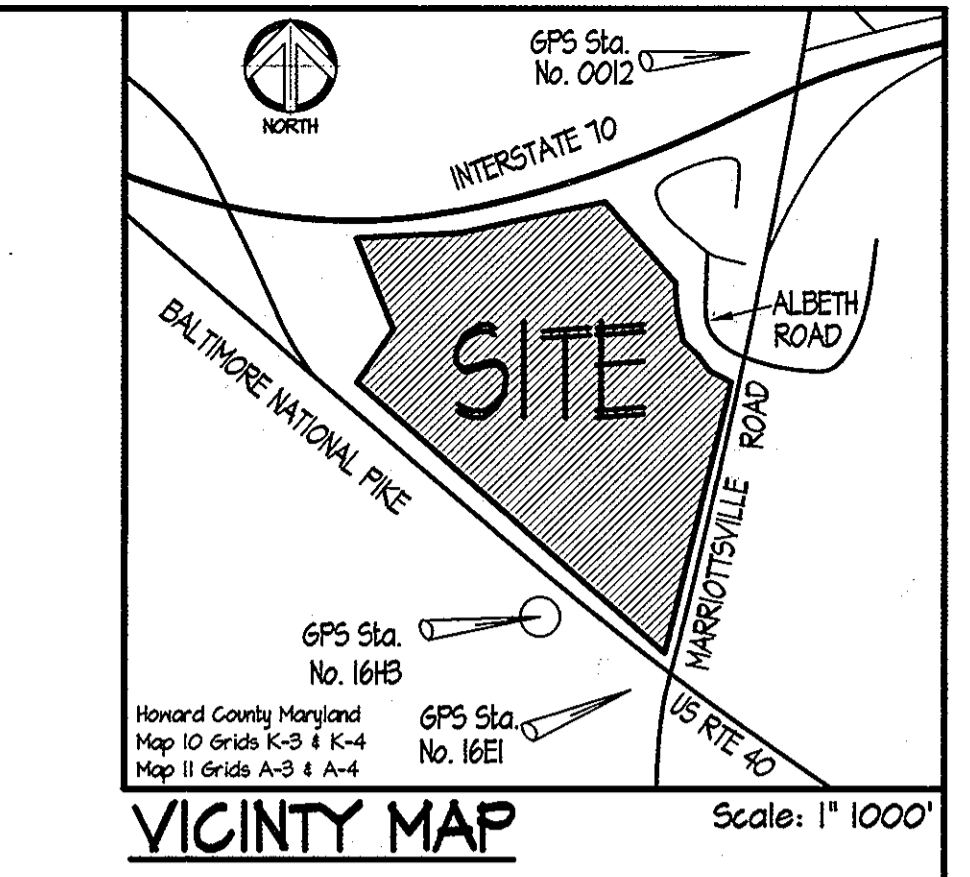 GPS Sta.
No. 0012
NORTH
INTERSTATE 70
ALBETH
ROAD
SITE
BALTIMORE NATIONAL PIKE
MARRIOTTSVILLE ROAD
GPS Sta.
No. 16H3
GPS Sta.
No. 16E1
US RTE 40
Howard County Maryland
Map 10 Grids K-3 & K-4
Map 11 Grids A-3 & A-4
VICINTY MAP
Scale: 1" 1000'